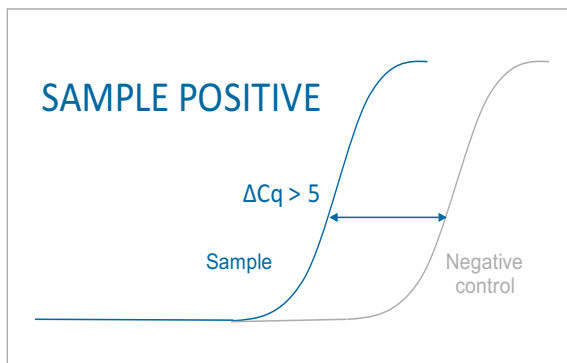 SAMPLE POSITIVE
ΔCq > 5
Sample
Negative
control